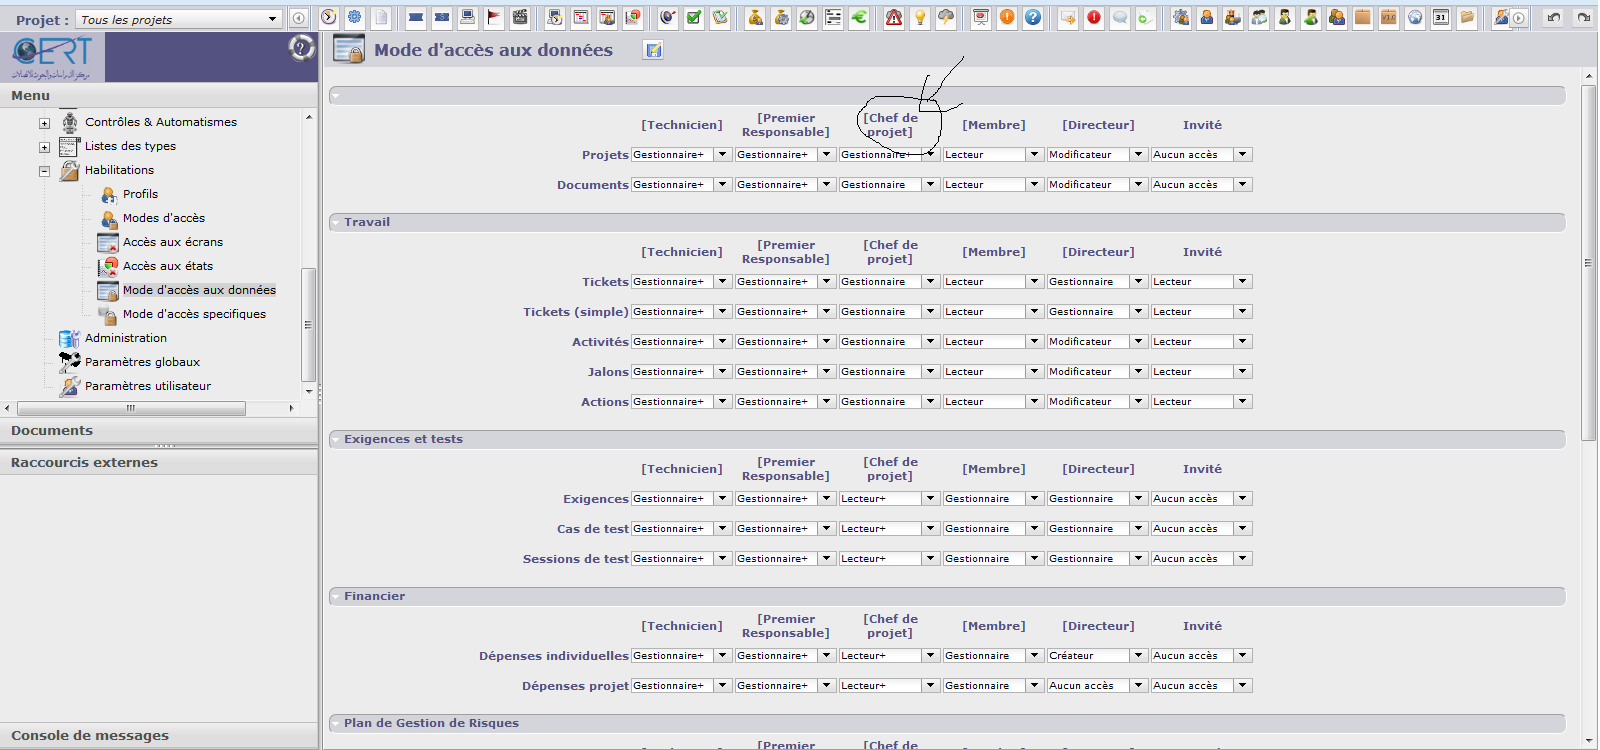 Projet : Tous les projets
31
V1.0
CERT
مركز الدراسات والبحوث للاتصالات
Mode d'accès aux données
Menu
Contrôles & Automatismes
Listes des types
Habilitations
Profils
Modes d'accès
Accès aux écrans
Accès aux états
Mode d'accès aux données
Mode d'accès specifiques
Administration
Paramètres globaux
Paramètres utilisateur
Documents
Raccourcis externes
Console de messages
[Technicien] [Premier Responsable] [Chef de projet] [Membre] [Directeur] Invité
Projets Gestionnaire+ Gestionnaire+ Gestionnaire+ Lecteur Modificateur Aucun accès
Documents Gestionnaire+ Gestionnaire+ Gestionnaire Lecteur Modificateur Aucun accès
Travail
[Technicien] [Premier Responsable] [Chef de projet] [Membre] [Directeur] Invité
Tickets Gestionnaire+ Gestionnaire+ Gestionnaire Lecteur Gestionnaire Lecteur
Tickets (simple) Gestionnaire+ Gestionnaire+ Gestionnaire Lecteur Gestionnaire Lecteur
Activités Gestionnaire+ Gestionnaire+ Gestionnaire Lecteur Modificateur Lecteur
Jalons Gestionnaire+ Gestionnaire+ Gestionnaire Lecteur Modificateur Lecteur
Actions Gestionnaire+ Gestionnaire+ Gestionnaire Lecteur Modificateur Lecteur
Exigences et tests
[Technicien] [Premier Responsable] [Chef de projet] [Membre] [Directeur] Invité
Exigences Gestionnaire+ Gestionnaire+ Lecteur+ Gestionnaire Gestionnaire Aucun accès
Cas de test Gestionnaire+ Gestionnaire+ Lecteur+ Gestionnaire Gestionnaire Aucun accès
Sessions de test Gestionnaire+ Gestionnaire+ Lecteur+ Gestionnaire Gestionnaire Aucun accès
Financier
[Technicien] [Premier Responsable] [Chef de projet] [Membre] [Directeur] Invité
Dépenses individuelles Gestionnaire+ Gestionnaire+ Lecteur+ Gestionnaire Créateur Aucun accès
Dépenses projet Gestionnaire+ Gestionnaire+ Lecteur+ Gestionnaire Aucun accès Aucun accès
Plan de Gestion de Risques
[Premier [Chef de